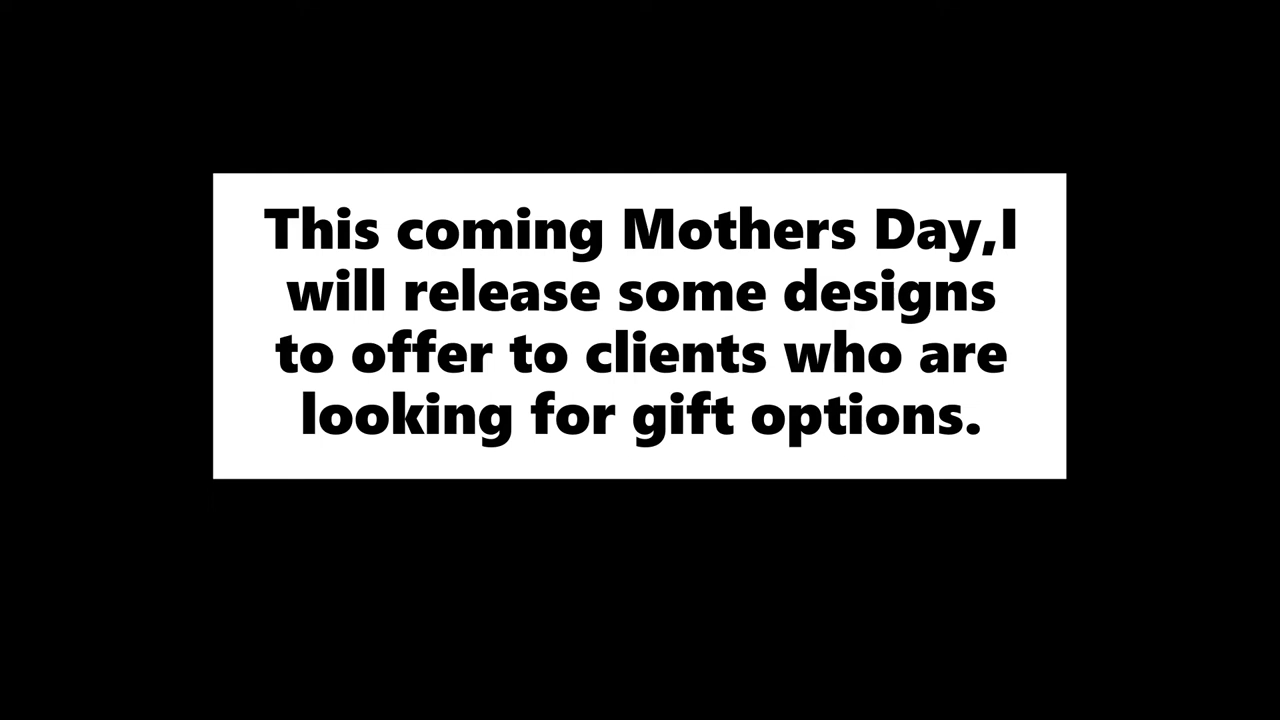 This coming Mothers Day,I
will release some designs
to offer to clients who are
looking for gift options.